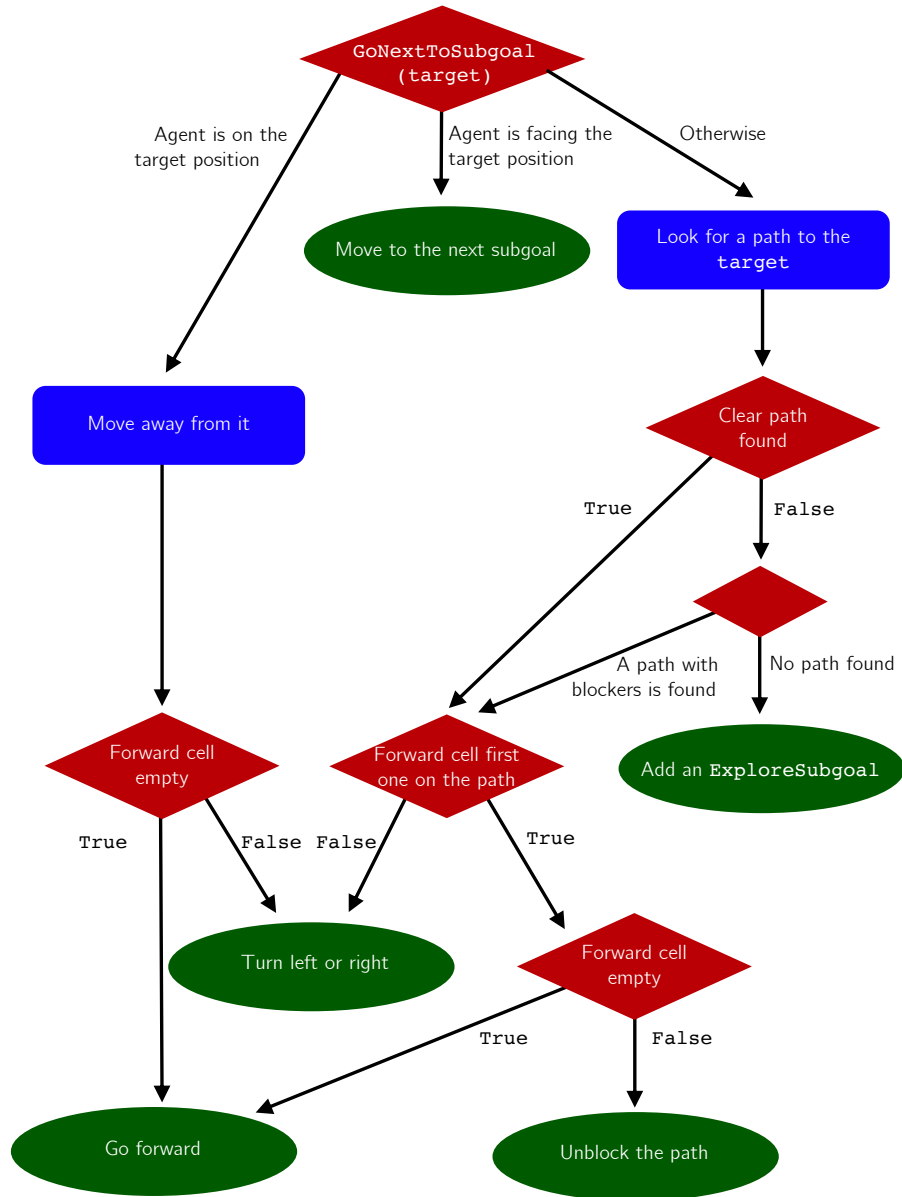 GoNextToSubgoal
(target)
Agent is on the
target position
Agent is facing the
target position
Otherwise
Move to the next subgoal
Look for a path to the
target
Move away from it
Clear path
found
True
False
A path with
blockers is found
No path found
Forward cell
empty
Forward cell first
one on the path
Add an ExploreSubgoal
True
False
False
True
Turn left or right
Forward cell
empty
True
False
Go forward
Unblock the path